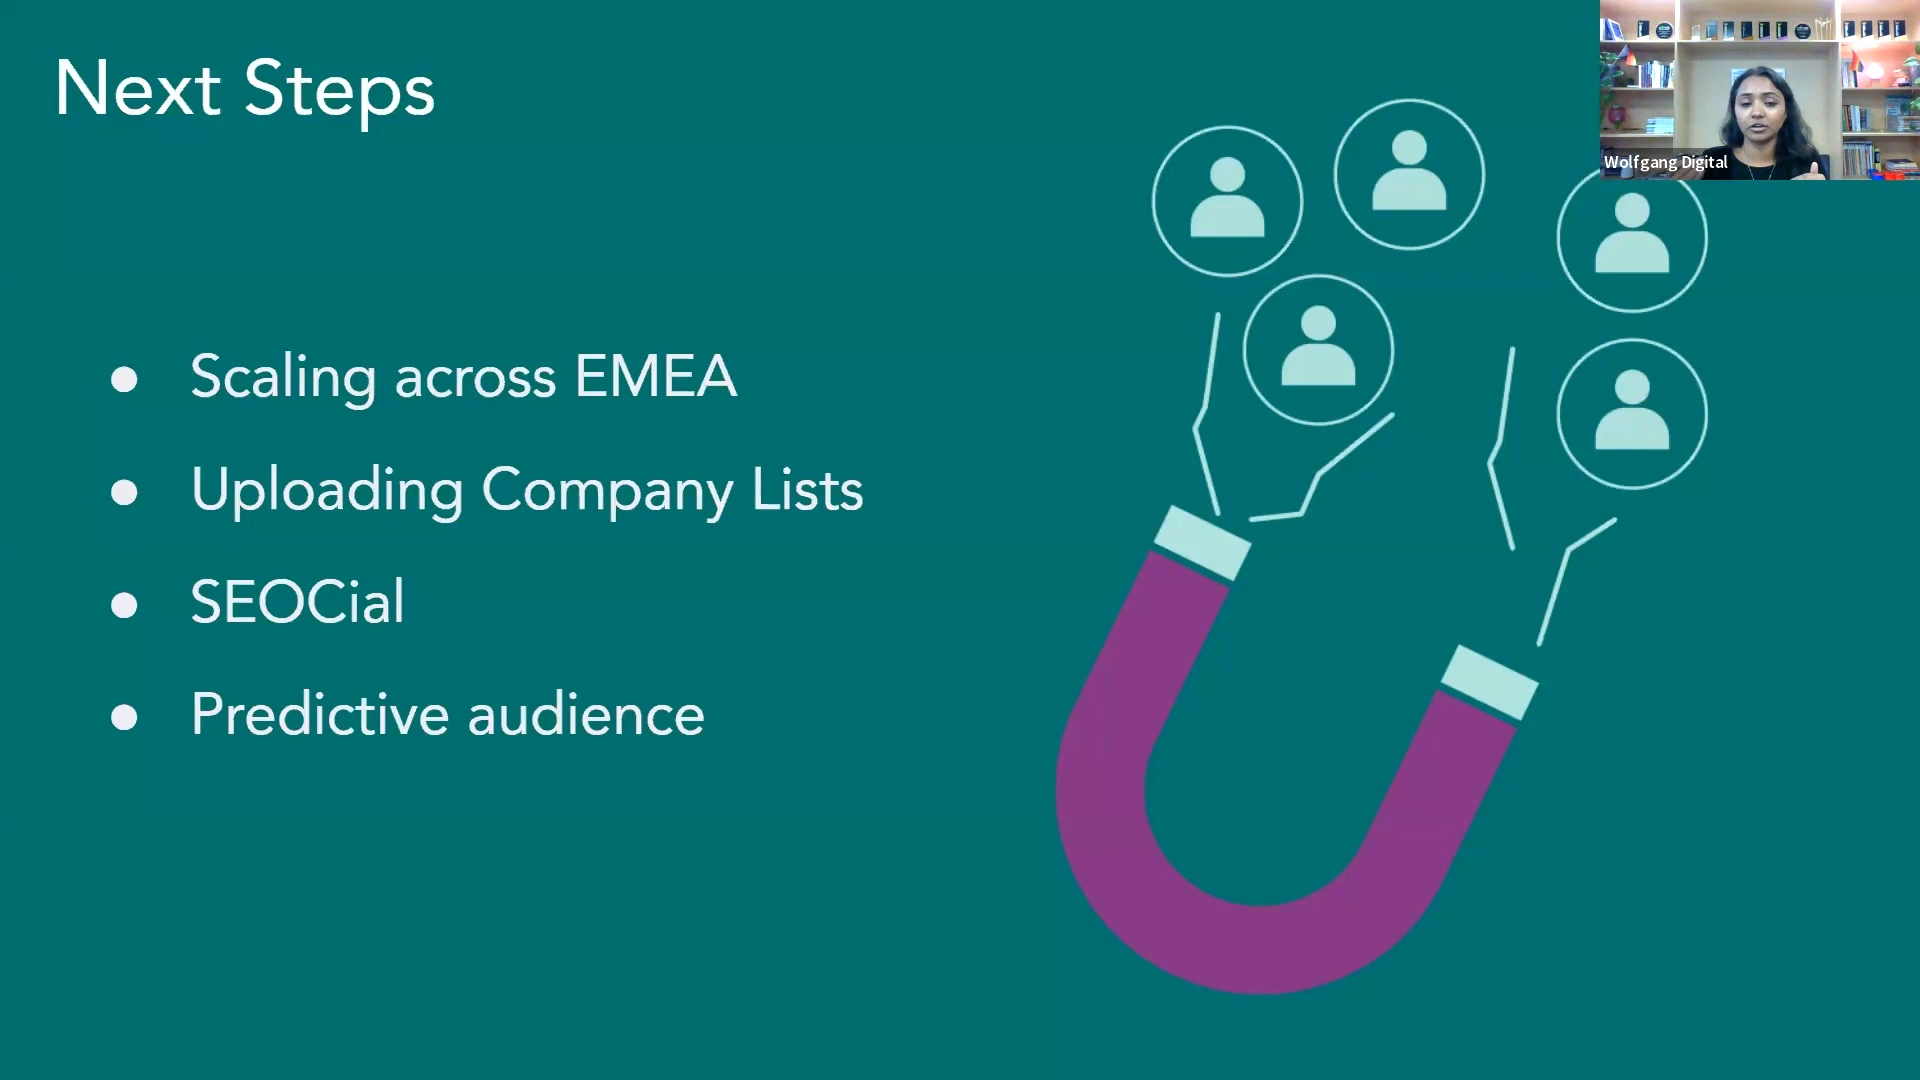 Next Steps
Wolfgang Digital
● Scaling across EMEA
● Uploading Company Lists
● SEOCial
● Predictive audience